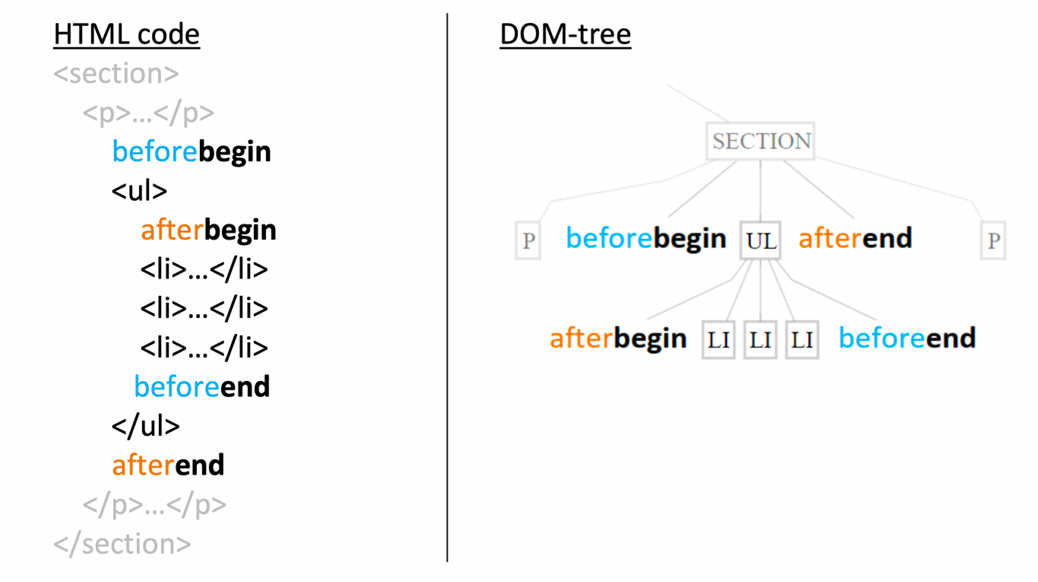 HTML code
<section>
<p>...</p>
beforebegin
<ul>
afterbegin
<li>...</li>
<li>...</li>
<li>...</li>
beforeend
</ul>
afterend
</p>...</p>
</section>
DOM-tree
SECTION
P beforebegin UL afterend P
afterbegin LI LI LI beforeend